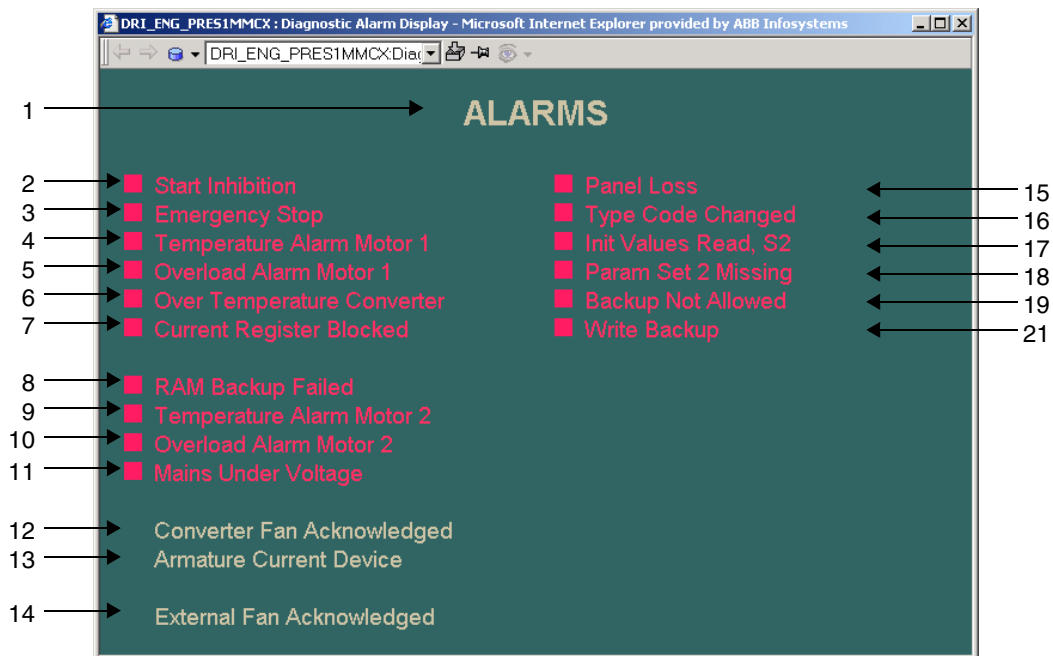 DRI_ENG_PRES1MMCX : Diagnostic Alarm Display - Microsoft Internet Explorer provided by ABB Infosystems
DRI_ENG_PRES1MMCX:Diag
1 ALARMS
2 Start Inhibition
3 Emergency Stop
4 Temperature Alarm Motor 1
5 Overload Alarm Motor 1
6 Over Temperature Converter
7 Current Register Blocked
8 RAM Backup Failed
9 Temperature Alarm Motor 2
10 Overload Alarm Motor 2
11 Mains Under Voltage
12 Converter Fan Acknowledged
13 Armature Current Device
14 External Fan Acknowledged
Panel Loss 15
Type Code Changed 16
Init Values Read, S2 17
Param Set 2 Missing 18
Backup Not Allowed 19
Write Backup 21